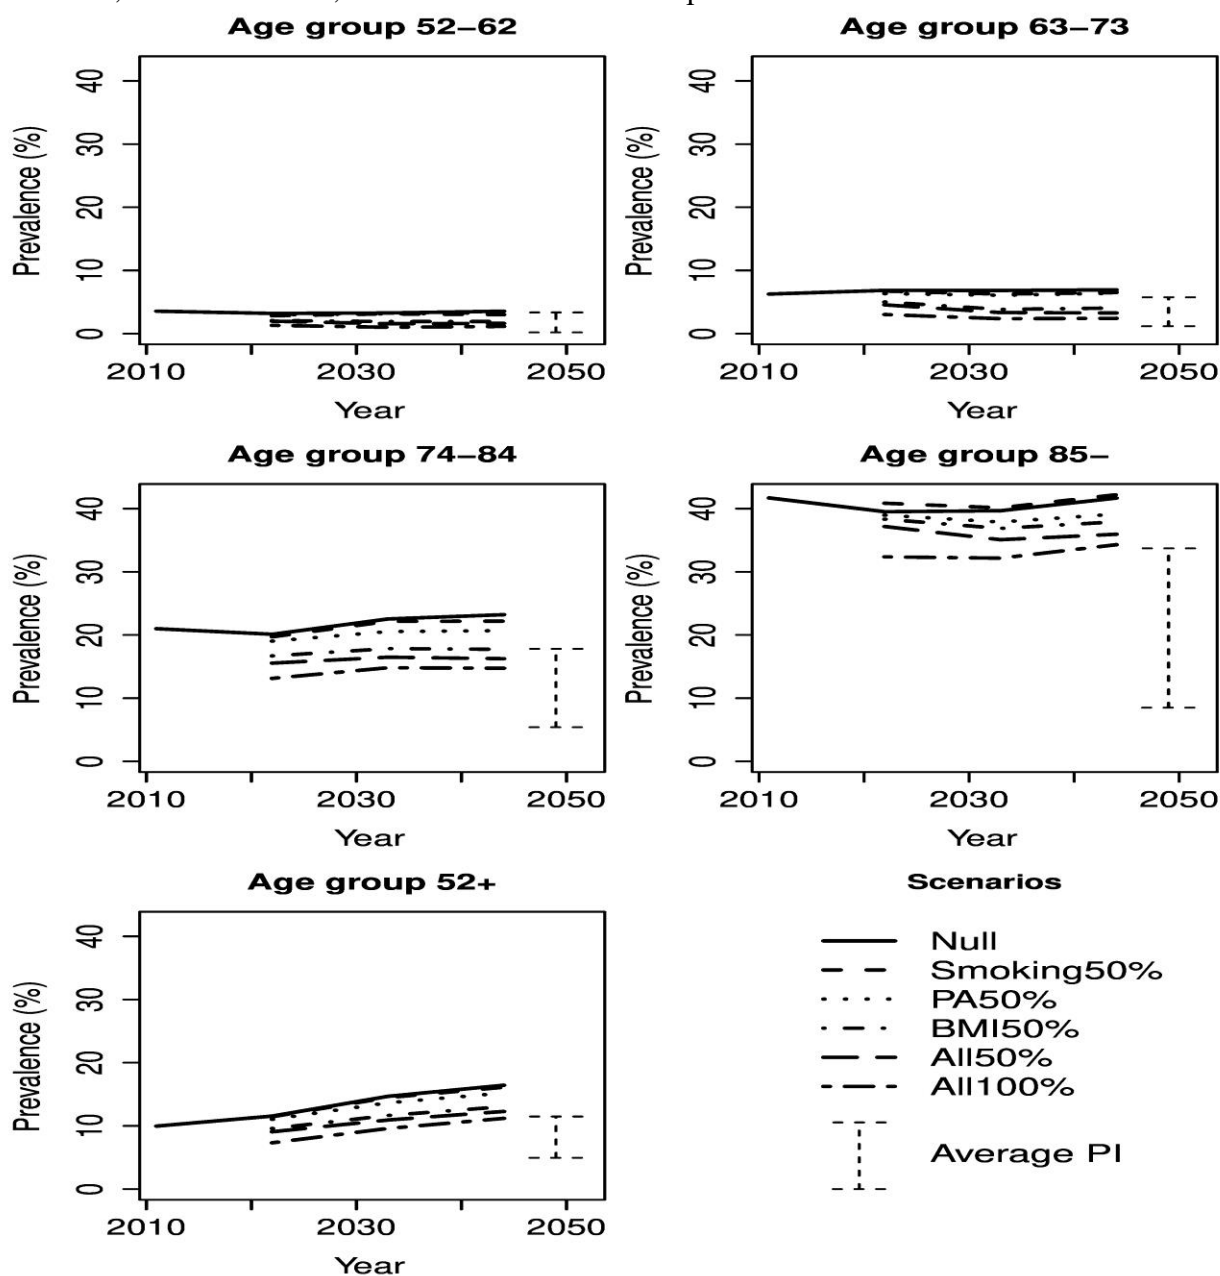 Age group 52–62
Prevalence (%)
40
30
20
10
0
2010 2030 2050
Year
Age group 63–73
Prevalence (%)
40
30
20
10
0
2010 2030 2050
Year
Age group 74–84
Prevalence (%)
40
30
20
10
0
2010 2030 2050
Year
Age group 85–
Prevalence (%)
40
30
20
10
0
2010 2030 2050
Year
Age group 52+
Prevalence (%)
40
30
20
10
0
2010 2030 2050
Year
Scenarios
Null
Smoking50%
PA50%
BMI50%
All50%
All100%
Average PI